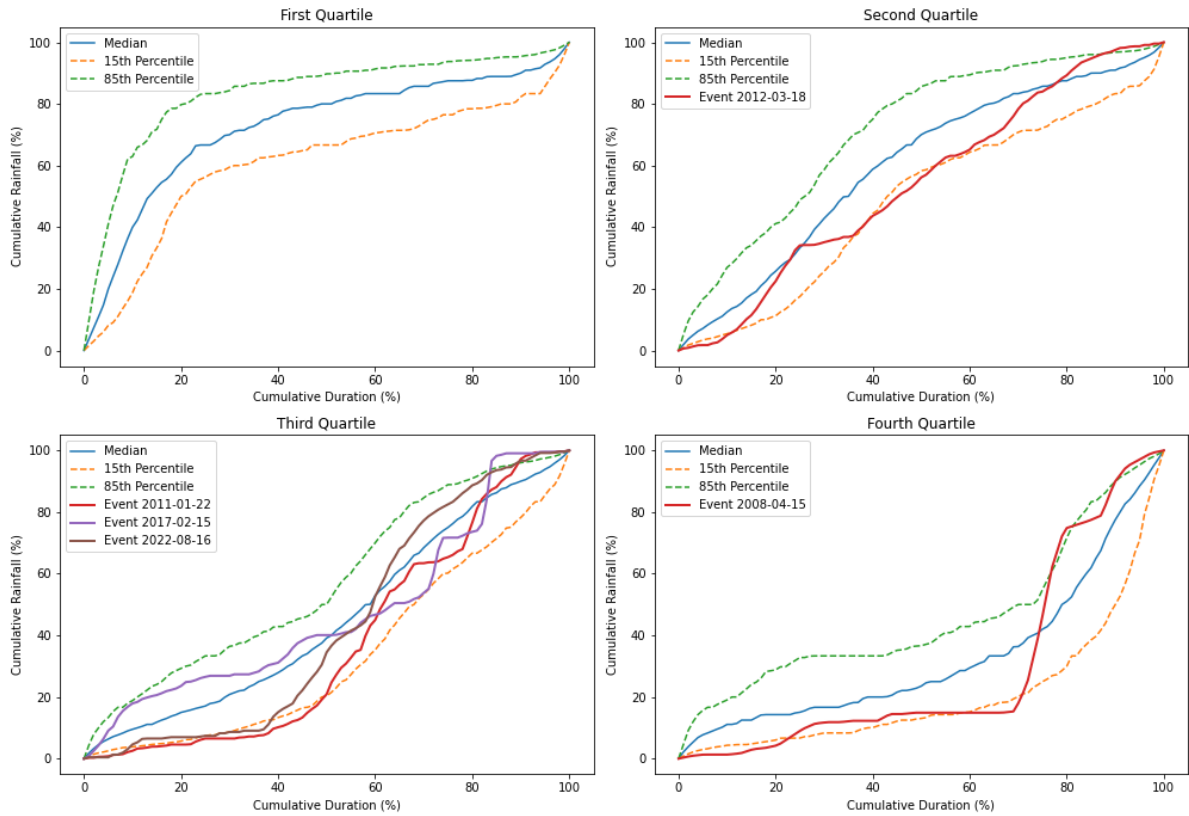 First Quartile
Median
15th Percentile
85th Percentile
100
80
60
40
20
0
Cumulative Rainfall (%)
0 20 40 60 80 100
Cumulative Duration (%)
Second Quartile
Median
15th Percentile
85th Percentile
Event 2012-03-18
100
80
60
40
20
0
Cumulative Rainfall (%)
0 20 40 60 80 100
Cumulative Duration (%)
Third Quartile
Median
15th Percentile
85th Percentile
Event 2011-01-22
Event 2017-02-15
Event 2022-08-16
100
80
60
40
20
0
Cumulative Rainfall (%)
0 20 40 60 80 100
Cumulative Duration (%)
Fourth Quartile
Median
15th Percentile
85th Percentile
Event 2008-04-15
100
80
60
40
20
0
Cumulative Rainfall (%)
0 20 40 60 80 100
Cumulative Duration (%)